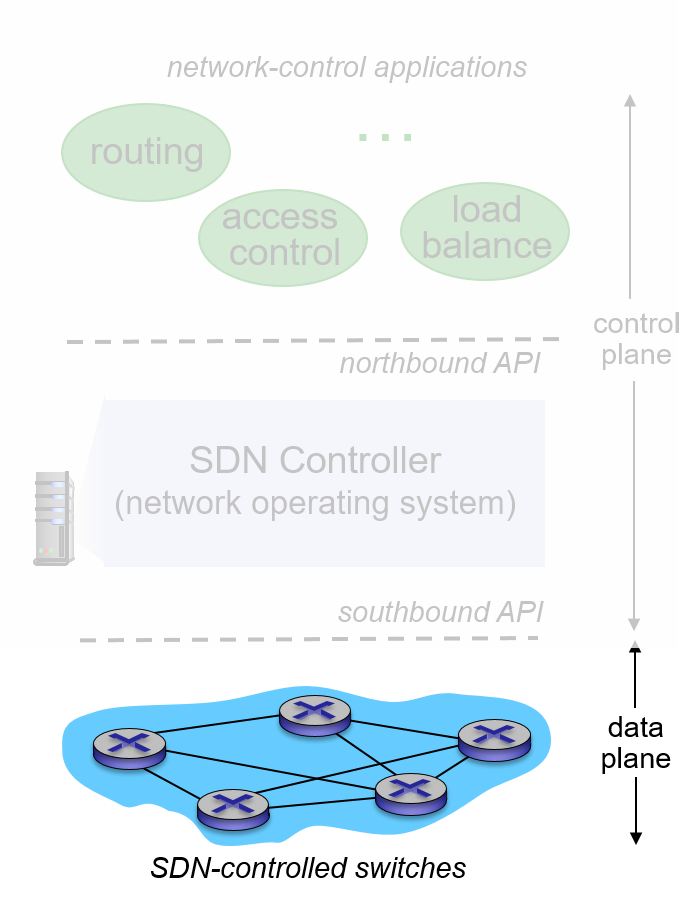 network-control applications
routing
...
access
control
load
balance
control
plane
northbound API
SDN Controller
(network operating system)
southbound API
data
plane
SDN-controlled switches